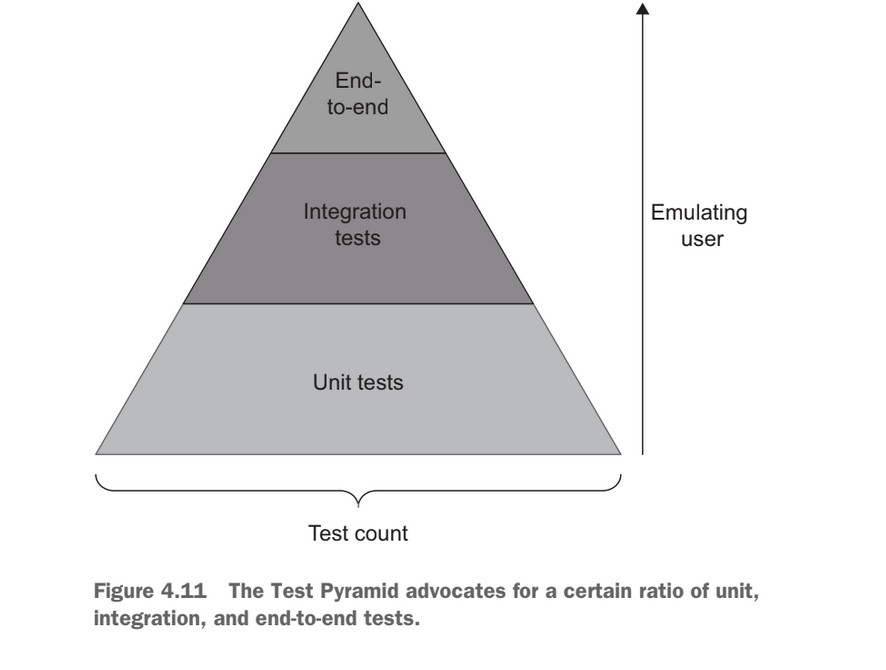 End-
to-end
Integration
tests
Emulating
user
Unit tests
Test count
Figure 4.11 The Test Pyramid advocates for a certain ratio of unit,
integration, and end-to-end tests.